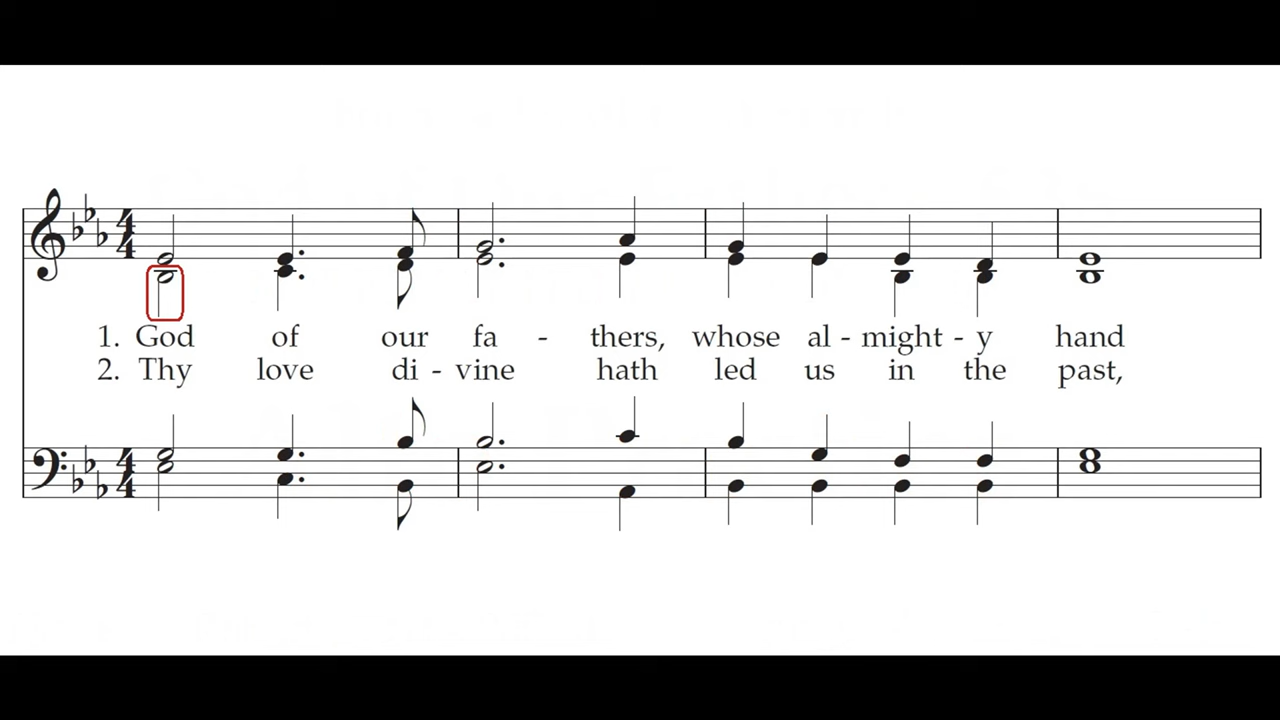 1. God of our fa - thers, whose al - might - y hand
2. Thy love di - vine hath led us in the past,